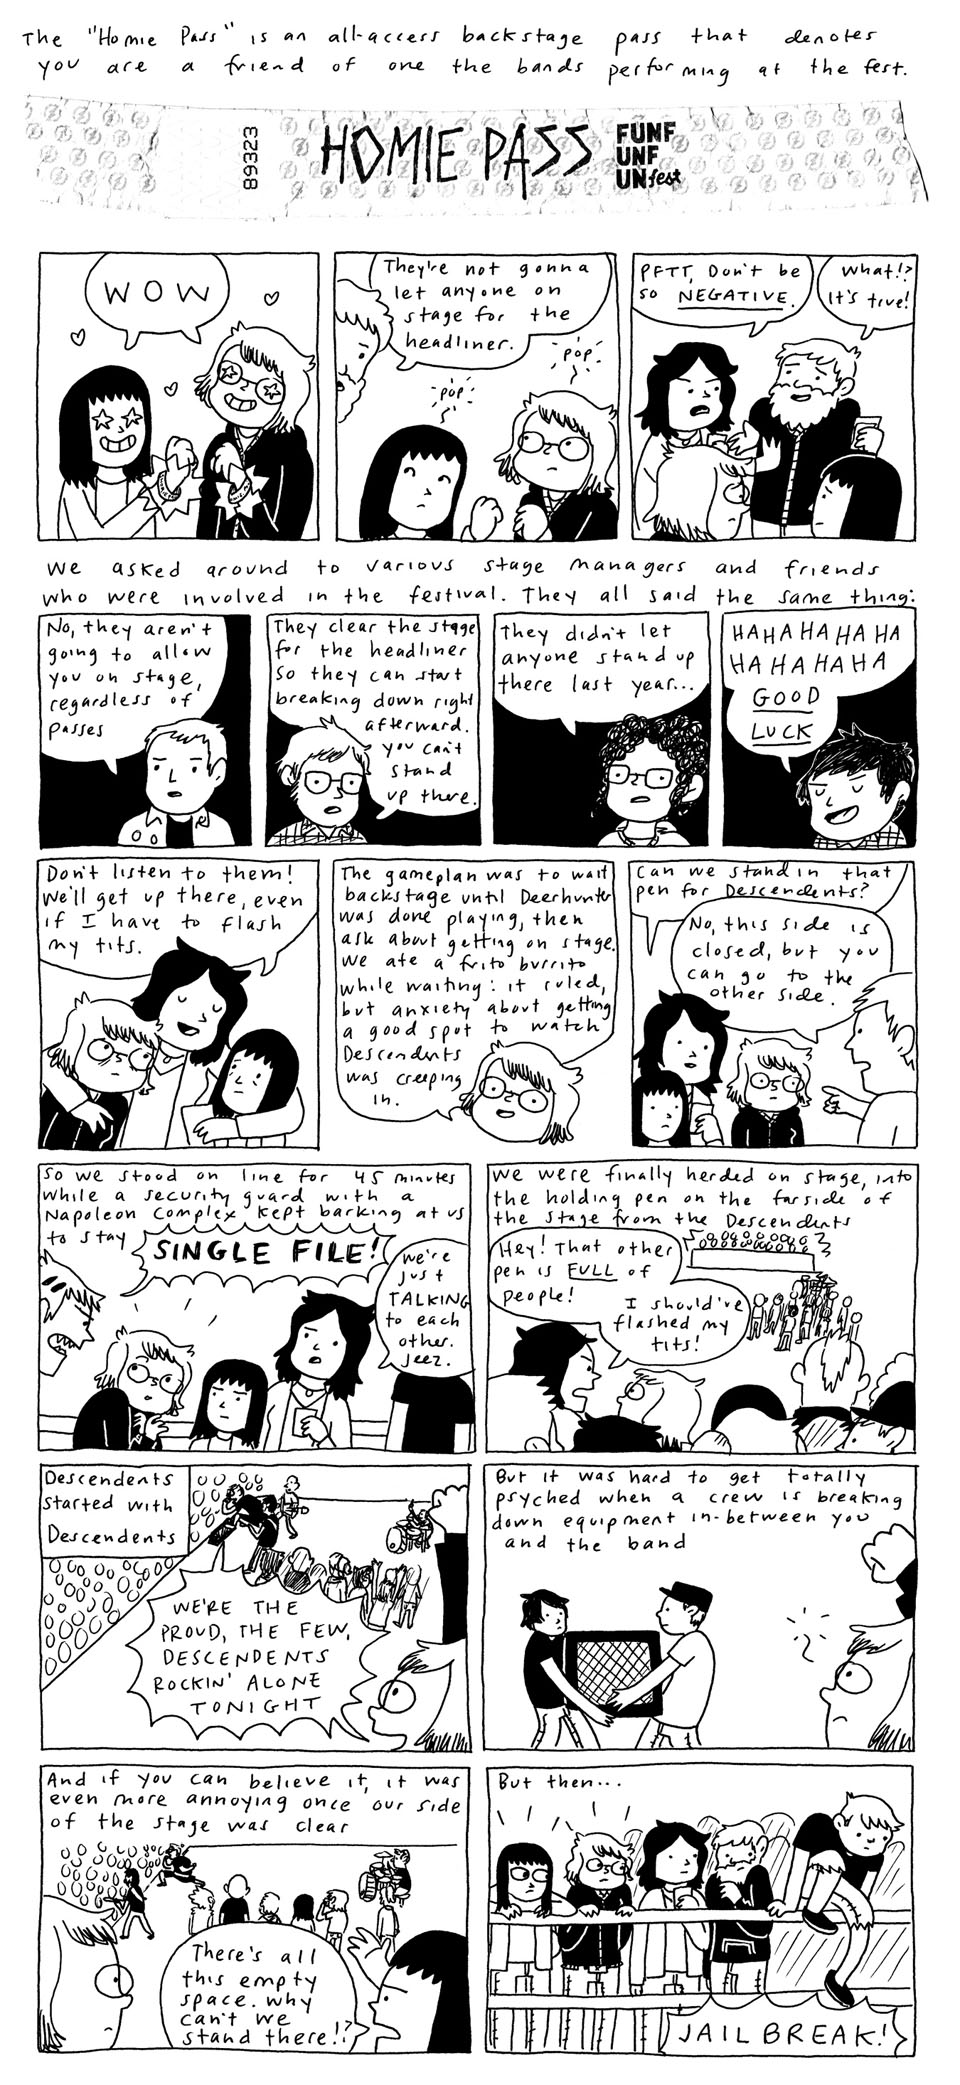 The "Homie Pass" is an all-access backstage pass that denotes
you are a friend of one the bands performing at the fest.
89323
HOMIE PASS
FUNF
UNF
UNfest
WOW
They're not gonna
let anyone on
stage for the
headliner.
POP
POP
PFTT, Don't be
so NEGATIVE.
What!?
It's true!
We asked around to various stage managers and friends
who were involved in the festival. They all said the same thing:
No, they aren't
going to allow
you on stage,
regardless of
passes
They clear the stage
for the headliner
so they can start
breaking down right
afterward.
you can't
stand
up there.
They didn't let
anyone stand up
there last year...
HAHAHAHAHA
HAHAHAHAHA
GOOD
LUCK
Don't listen to them!
We'll get up there, even
if I have to flash
my tits.
The gameplan was to wait
backstage until Deerhunter
was done playing, then
ask about getting on stage.
We ate a frito burrito
while waiting: it ruled,
but anxiety about getting
a good spot to watch
Descendents
was creeping
in.
Can we stand in that
pen for Descendents?
No, this side is
closed, but you
can go to the
other side.
So we stood on line for 45 minutes
while a security guard with a
Napoleon Complex kept barking at us
to stay
SINGLE FILE!
We're
just
TALKING
to each
other.
Jeez.
We were finally herded on stage, into
the holding pen on the farside of
the stage from the Descendents
Hey! That other
pen is FULL of
people!
I should've
flashed my
tits!
Descendents
started with
Descendents
WE'RE THE
PROUD, THE FEW,
DESCENDENTS
ROCKIN' ALONE
TONIGHT
But it was hard to get totally
psyched when a crew is breaking
down equipment in-between you
and the band
And if you can believe it, it was
even more annoying once our side
of the stage was clear
There's all
this empty
space. Why
can't we
stand there!?
But then...
JAIL BREAK!